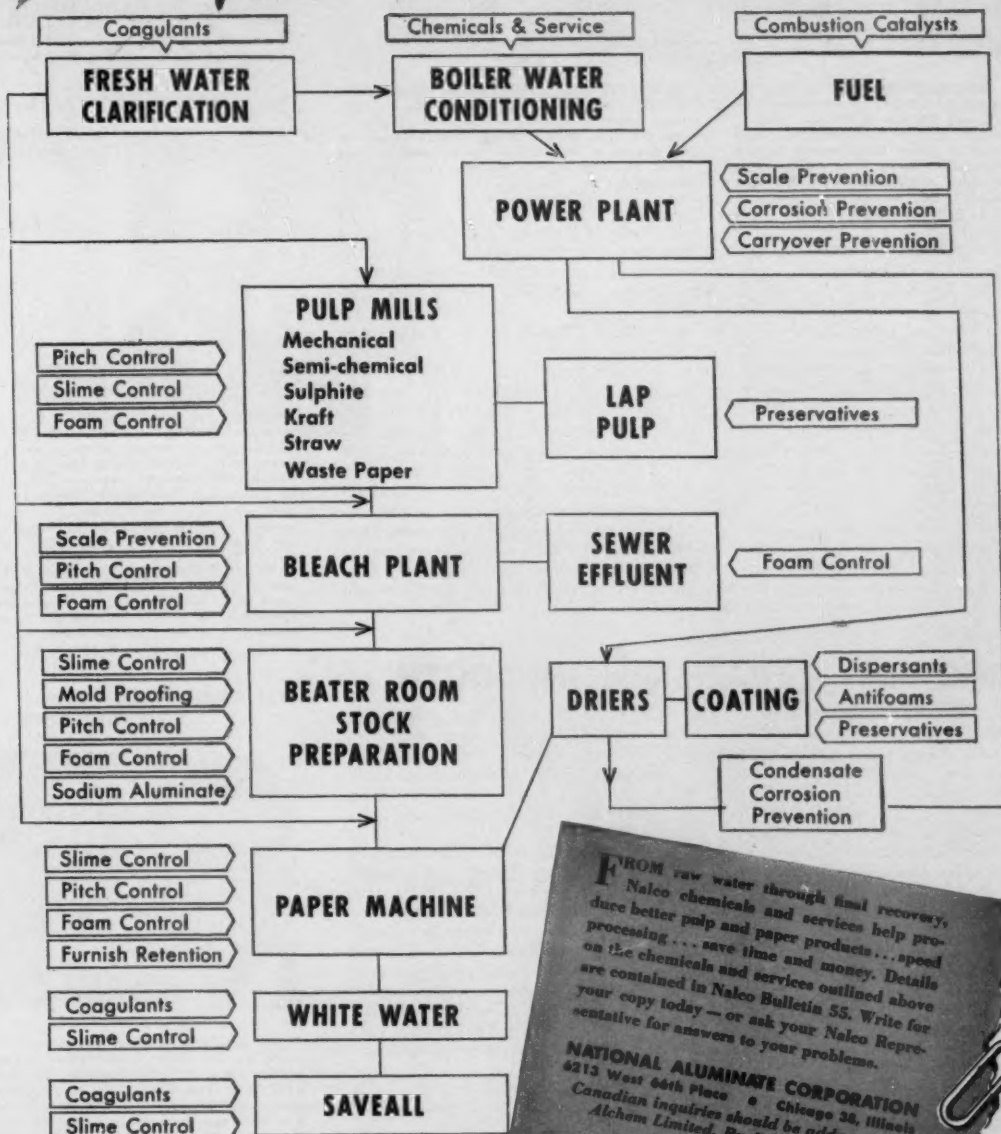 Coagulants
Chemicals & Service
Combustion Catalysts
FRESH WATER
CLARIFICATION
BOILER WATER
CONDITIONING
FUEL
POWER PLANT
Scale Prevention
Corrosion Prevention
Carryover Prevention
PULP MILLS
Mechanical
Semi-chemical
Sulphite
Kraft
Straw
Waste Paper
Pitch Control
Slime Control
Foam Control
LAP
PULP
Preservatives
Scale Prevention
Pitch Control
Foam Control
BLEACH PLANT
SEWER
EFFLUENT
Foam Control
Slime Control
Mold Proofing
Pitch Control
Foam Control
Sodium Aluminate
BEATER ROOM
STOCK
PREPARATION
DRIERS
COATING
Dispersants
Antifoams
Preservatives
Condensate
Corrosion
Prevention
Slime Control
Pitch Control
Foam Control
Furnish Retention
PAPER MACHINE
Coagulants
Slime Control
WHITE WATER
Coagulants
Slime Control
SAVEALL
FROM raw water through final recovery,
Nalco chemicals and services help pro-
duce better pulp and paper products . . . speed
processing . . . save time and money. Details
on the chemicals and services outlined above
are contained in Nalco Bulletin 55. Write for
your copy today — or ask your Nalco Repre-
sentative for answers to your problems.
NATIONAL ALUMINATE CORPORATION
6213 West 66th Place • Chicago 38, Illinois
Canadian inquiries should be
Alchem Limited,